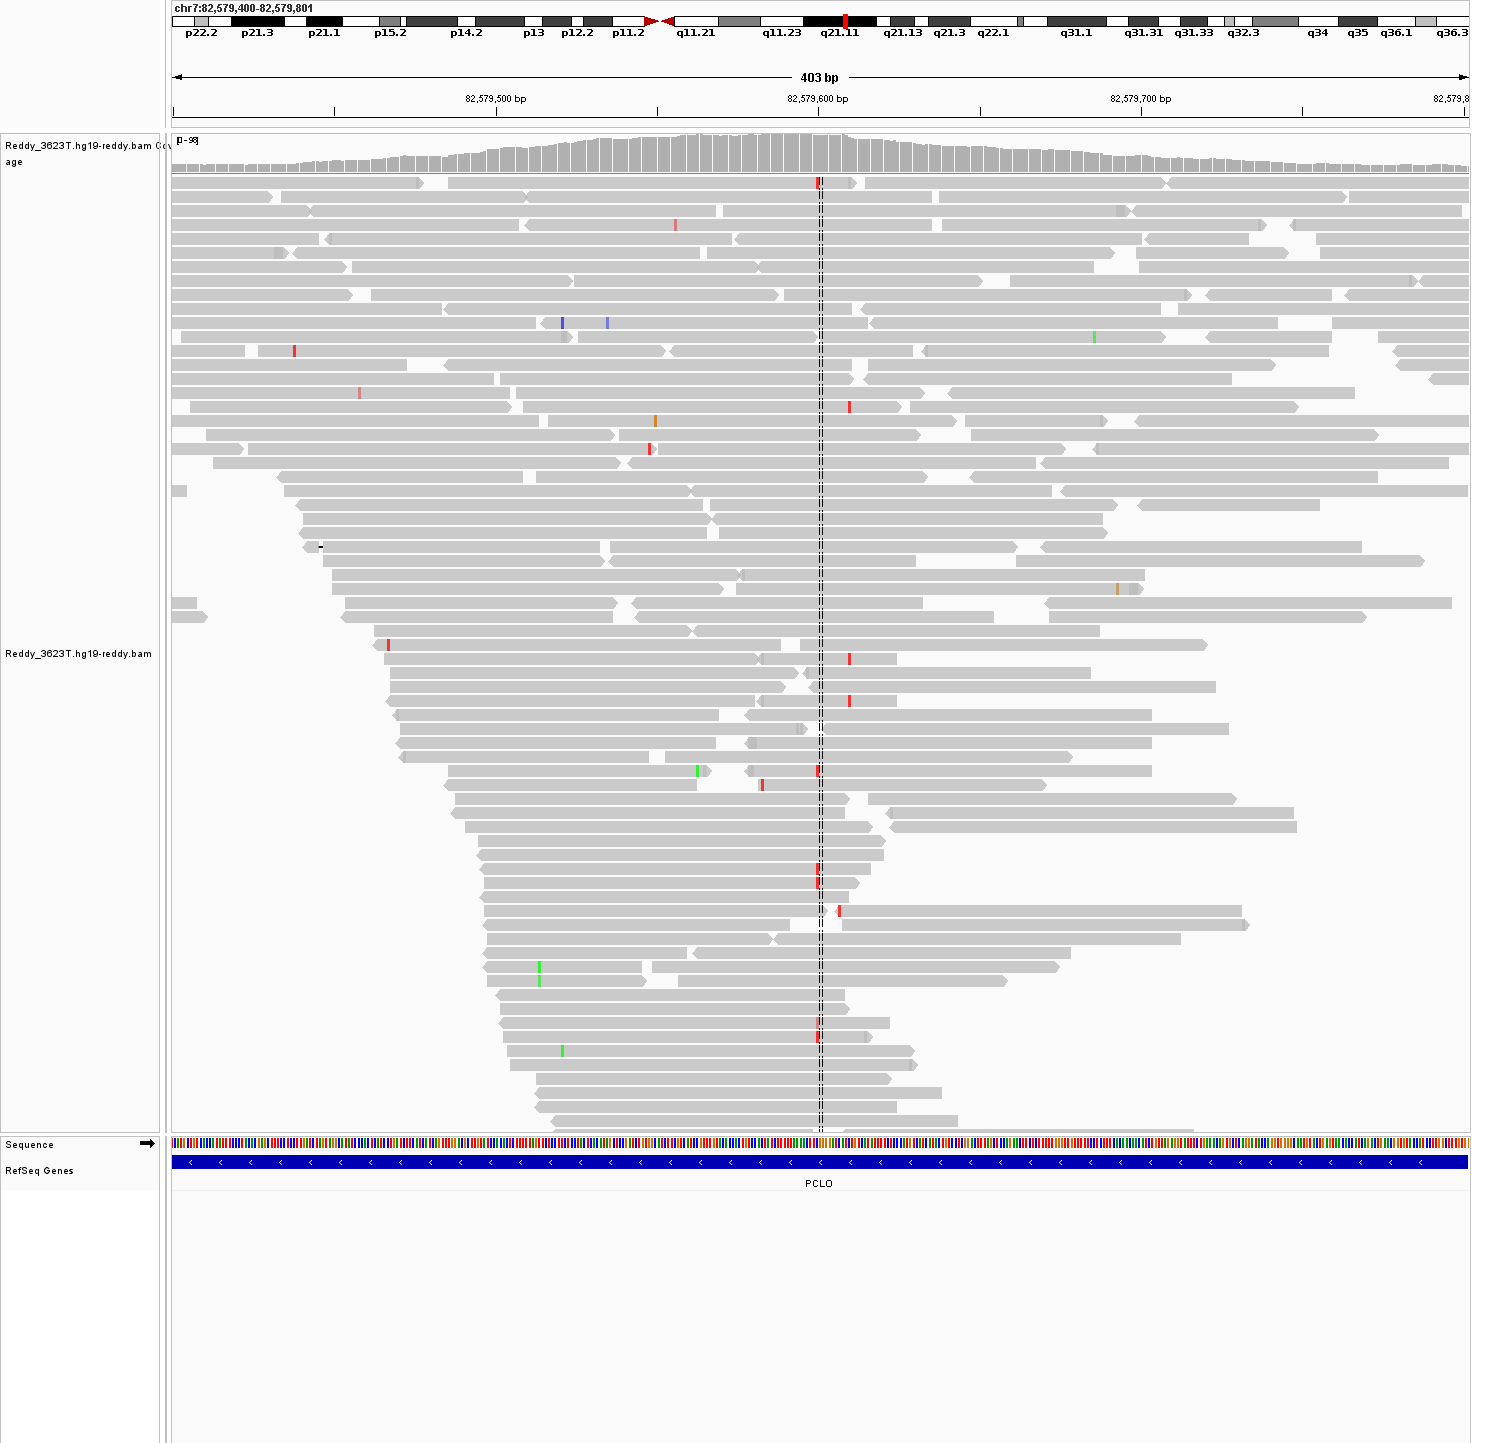 chr7:82,579,400-82,579,801
p22.2 p21.3 p21.1 p15.2 p14.2 p13 p12.2 p11.2 q11.21 q11.23 q21.11 q21.13 q21.3 q22.1 q31.1 q31.31 q31.33 q32.3 q34 q35 q36.1 q36.3
403 bp
82,579,500 bp 82,579,600 bp 82,579,700 bp 82,579,8
Reddy_3623T.hg19-reddy.bam Cov
age
[0-98]
Reddy_3623T.hg19-reddy.bam
Sequence
RefSeq Genes
PCLO